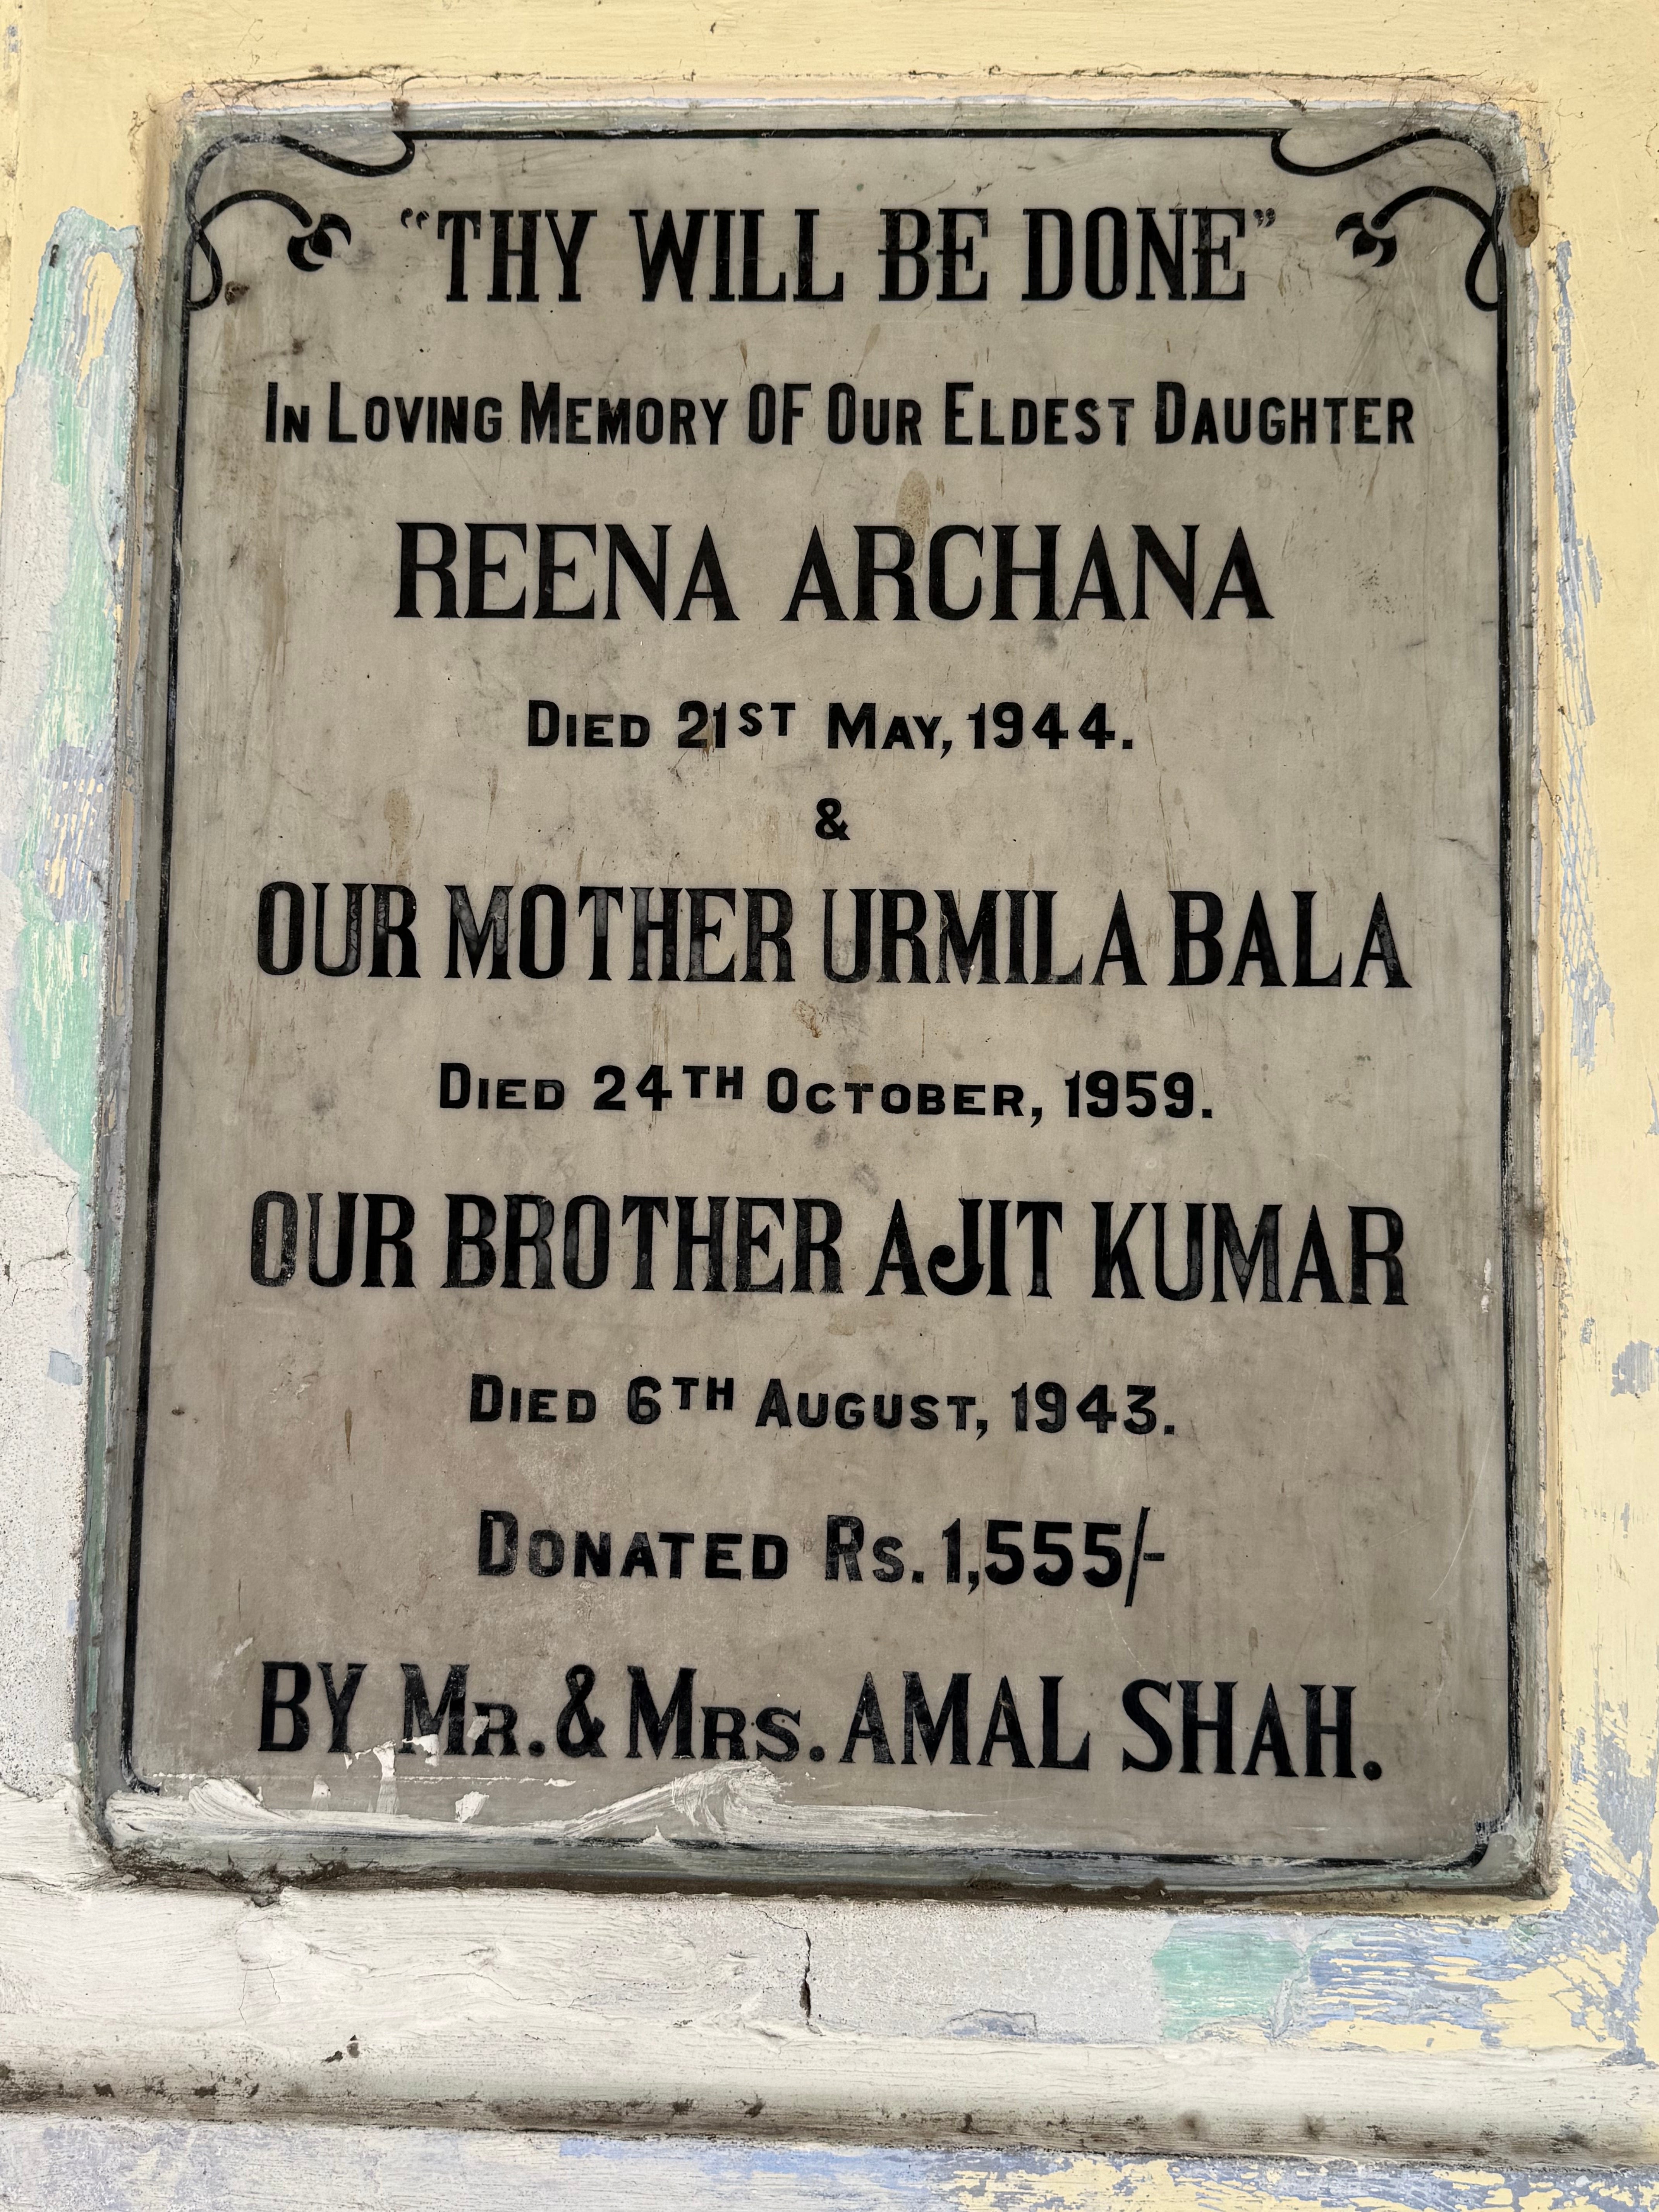 “THY WILL BE DONE”
IN LOVING MEMORY OF OUR ELDEST DAUGHTER
REENA ARCHANA
DIED 21ST MAY, 1944.
&
OUR MOTHER URMILA BALA
DIED 24TH OCTOBER, 1959.
OUR BROTHER AJIT KUMAR
DIED 6TH AUGUST, 1943.
DONATED RS. 1,555/-
BY MR. & MRS. AMAL SHAH.